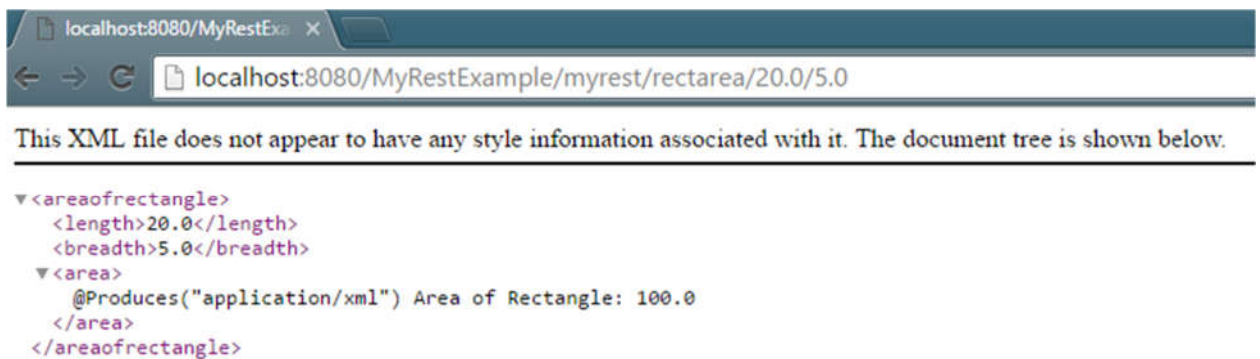 localhost:8080/MyRestExa
localhost:8080/MyRestExample/myrest/rectarea/20.0/5.0
This XML file does not appear to have any style information associated with it. The document tree is shown below.
▼<areaofrectangle>
<length>20.0</length>
<breadth>5.0</breadth>
▼<area>
@Produces("application/xml") Area of Rectangle: 100.0
</area>
</areaofrectangle>